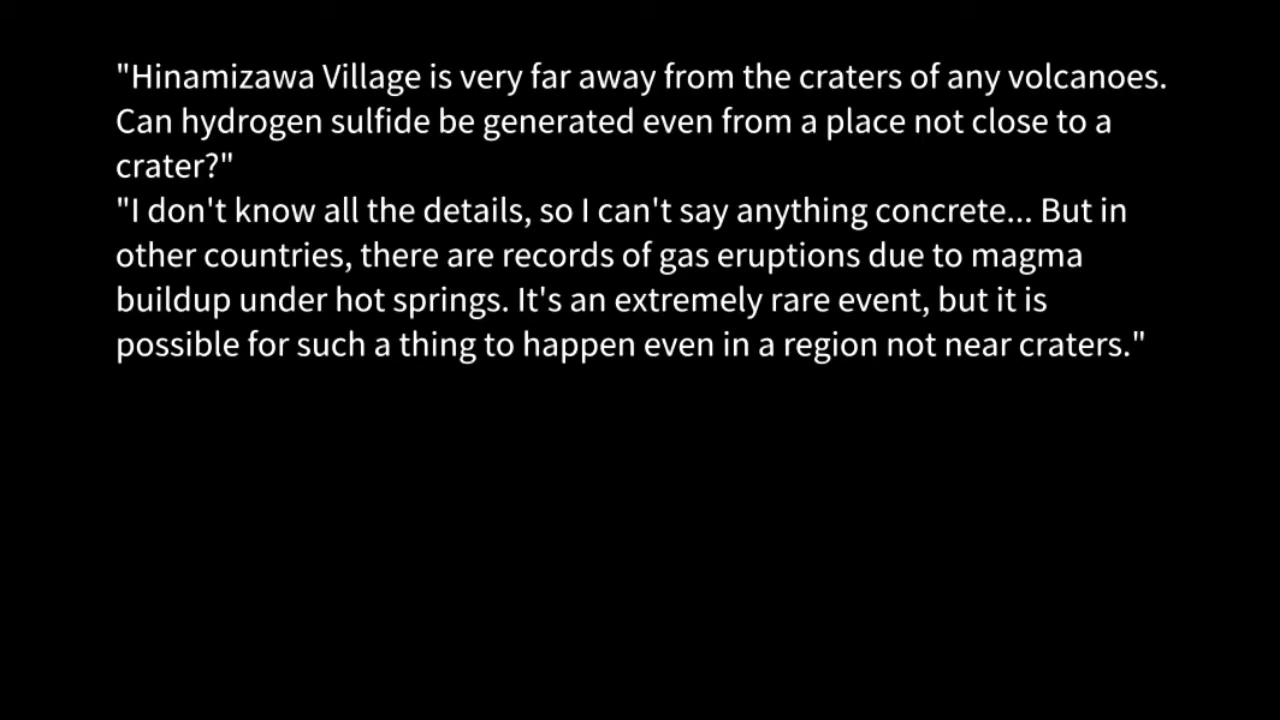 "Hinamizawa Village is very far away from the craters of any volcanoes.
Can hydrogen sulfide be generated even from a place not close to a
crater?"
"I don't know all the details, so I can't say anything concrete... But in
other countries, there are records of gas eruptions due to magma
buildup under hot springs. It's an extremely rare event, but it is
possible for such a thing to happen even in a region not near craters."